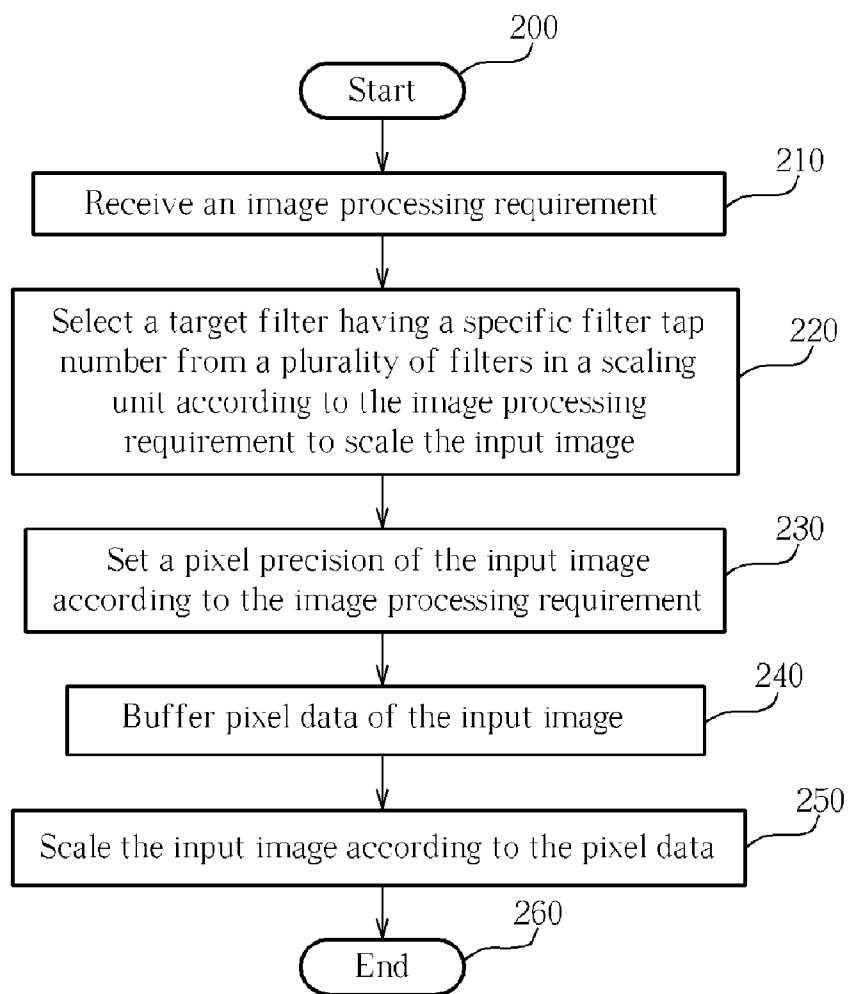 200
Start
210
Receive an image processing requirement
Select a target filter having a specific filter tap
number from a plurality of filters in a scaling
unit according to the image processing
requirement to scale the input image
220
Set a pixel precision of the input image
according to the image processing requirement
230
240
Buffer pixel data of the input image
250
Scale the input image according to the pixel data
260
End